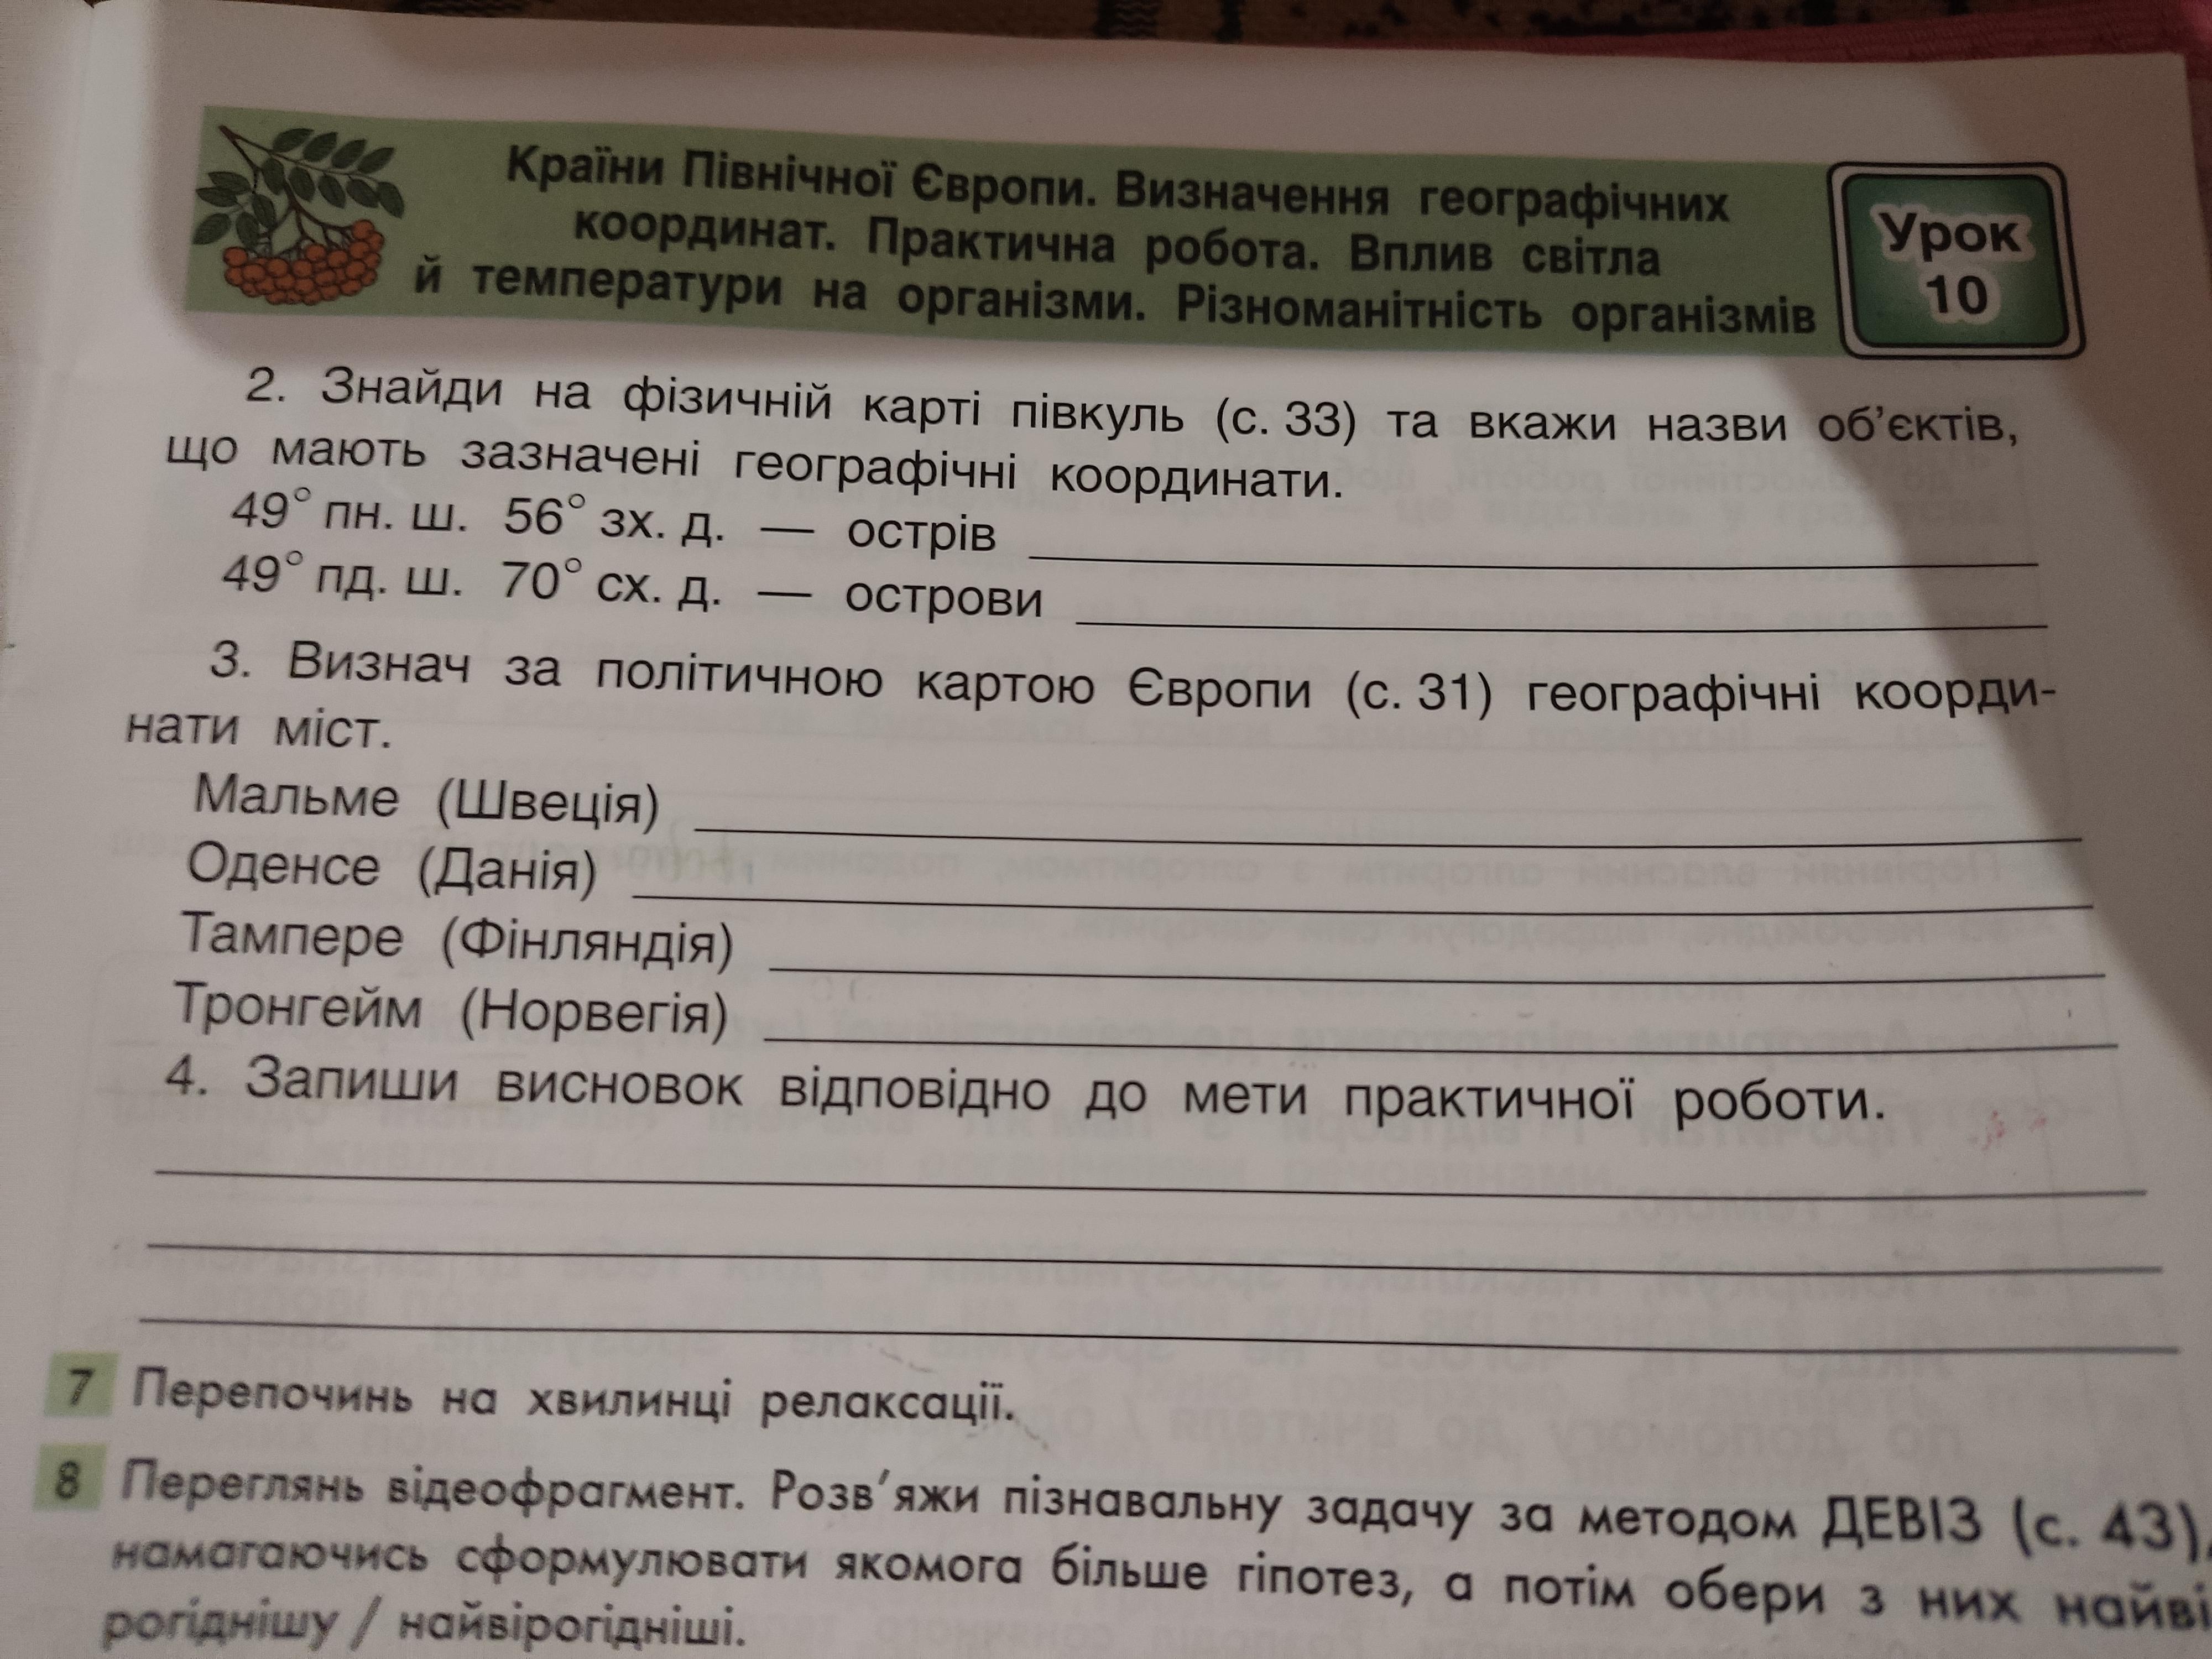 Країни Північної Європи. Визначення географічних
координат. Практична робота. Вплив світла
й температури на організми. Різноманітність організмів
Урок
10
2. Знайди на фізичній карті півкуль (с. 33) та вкажи назви об’єктів,
що мають зазначені географічні координати.
49° пн. ш. 56° зх. д. — острів
49° пд. ш. 70° сх. д. — острови
3. Визнач за політичною картою Європи (с. 31) географічні коорди-
нати міст.
Мальме (Швеція)
Оденсе (Данія)
Тампере (Фінляндія)
Тронгейм (Норвегія)
4. Запиши висновок відповідно до мети практичної роботи.
7 Перепочинь на хвилинці релаксації.
8 Переглянь відеофрагмент. Розв’яжи пізнавальну задачу за методом ДЕВІЗ (с. 43),
намагаючись сформулювати якомога більше гіпотез, а потім обери з них найві
рогіднішу / найвірогідніші.